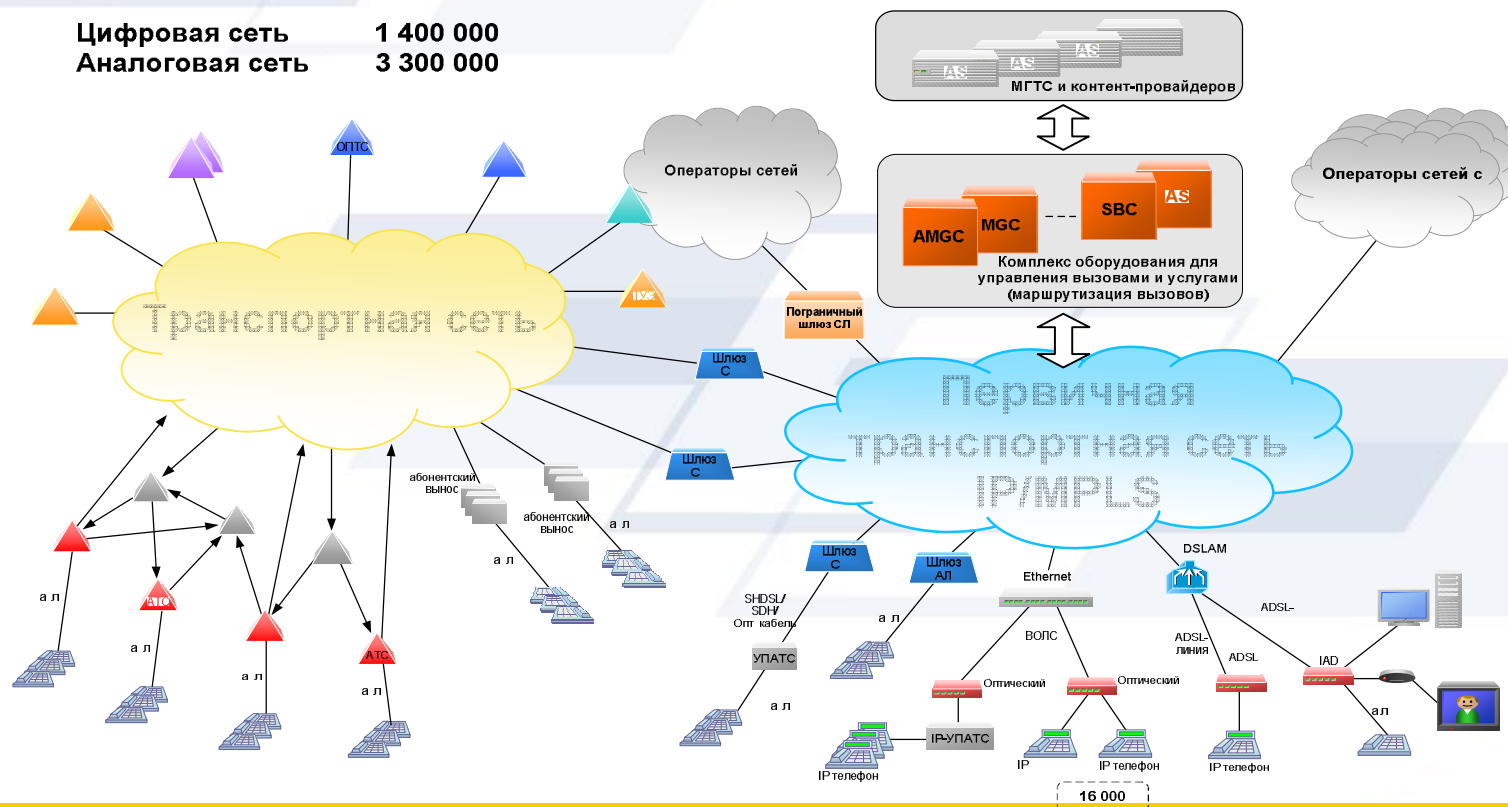 Цифровая сеть 1 400 000
Аналоговая сеть 3 300 000
AS
AS
AS
МГТС и контент-провайдеров
ОПТС
Операторы сетей
Операторы сетей с
AMGC
MGC
SBC
AS
Комплекс оборудования для
управления вызовами и услугами
(маршрутизация вызовов)
Транспортная сеть
Пограничный
шлюз СЛ
Шлюз
С
Первичная
транспортная сеть
IP/MPLS
Шлюз
С
абонентский
вынос
абонентский
вынос
а л
а л
Шлюз
С
Шлюз
АЛ
Ethernet
DSLAM
а л
АТС
а л
а л
АТС
а л
SHDSL/
SDH/
Опт кабель
УПАТС
а л
а л
ВОЛС
Оптический
Оптический
IP-УПАТС
IP телефон
IP
IP телефон
ADSL-
ЛИНИЯ
ADSL
ADSL-
IAD
ал
IP телефон
16 000